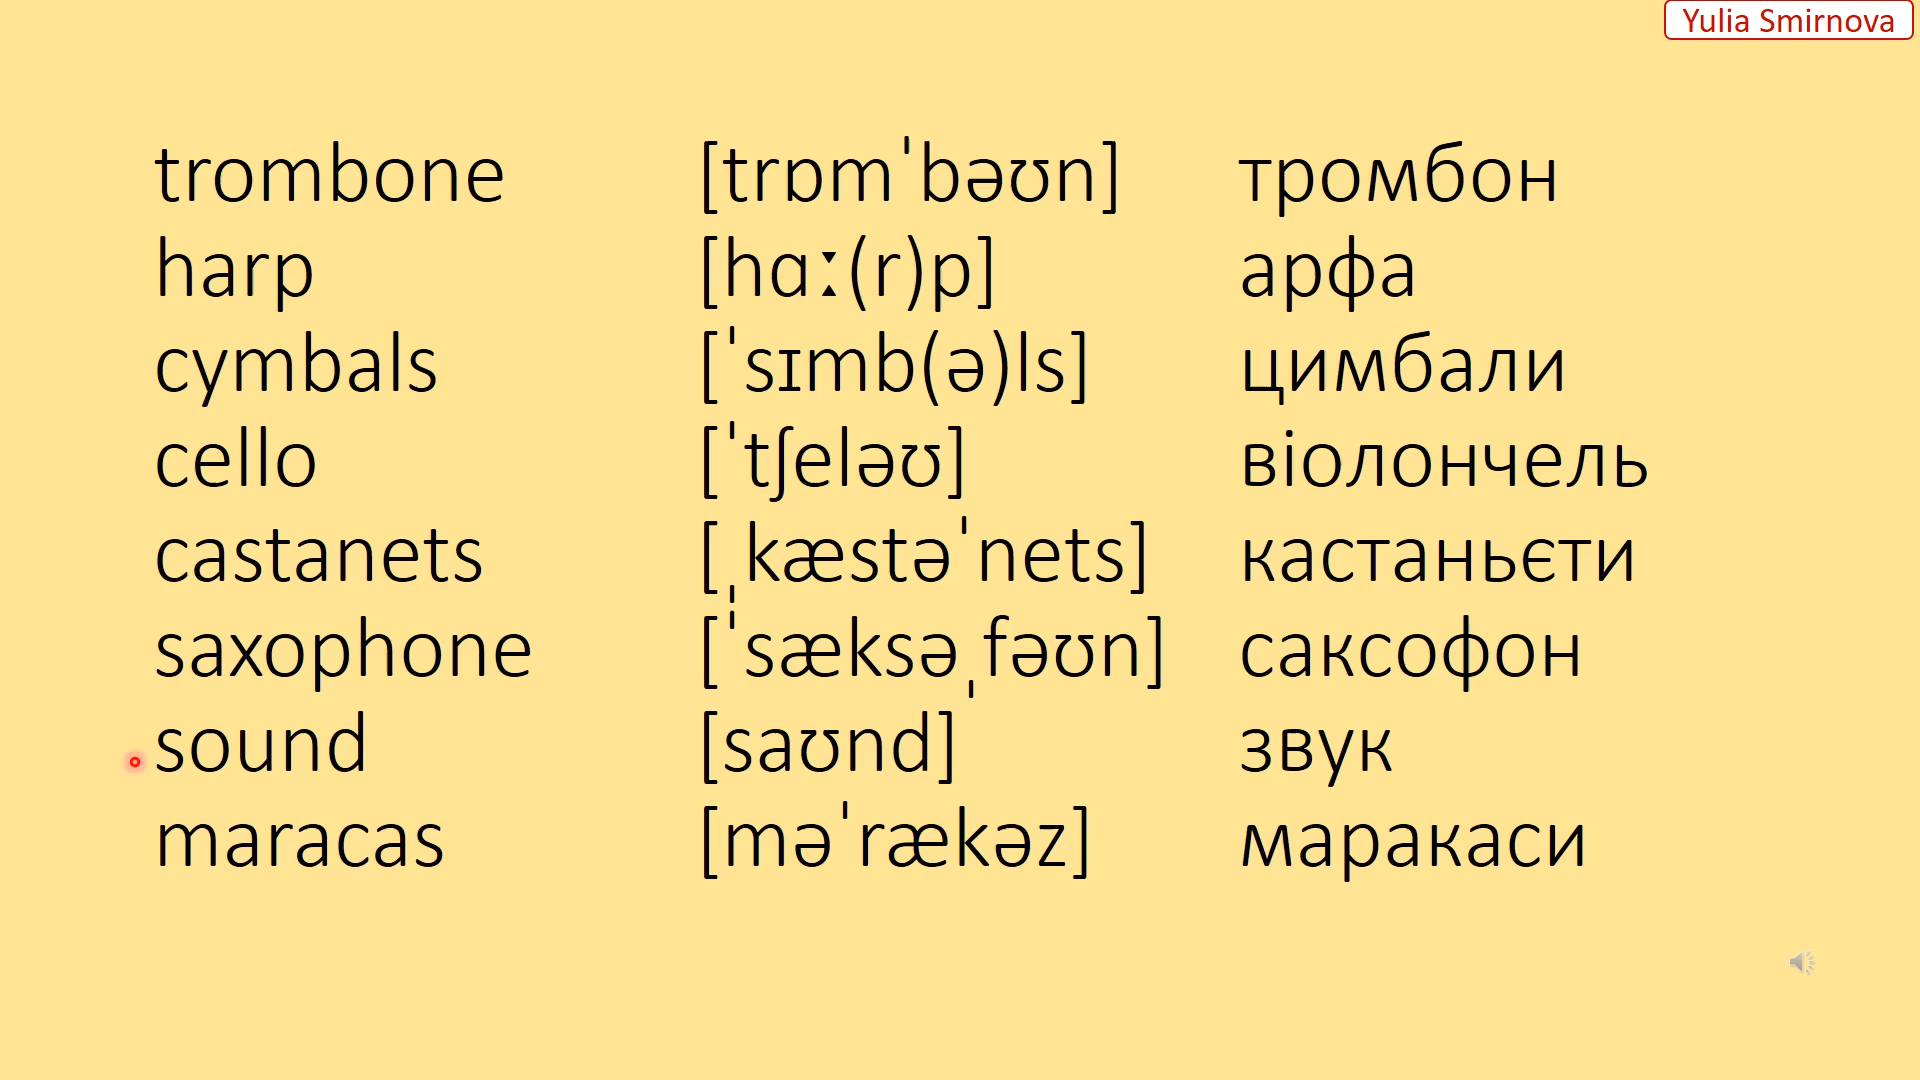 Yulia Smirnova
trombone [trɒmˈbəʊn] тромбон
harp [hɑː(r)p] арфа
cymbals [ˈsɪmb(ə)ls] цимбали
cello [ˈtʃeləʊ] віолончель
castanets [ˌkæstəˈnets] кастаньєти
saxophone [ˈsæksəˌfəʊn] саксофон
sound [saʊnd] звук
maracas [məˈrækəz] маракаси